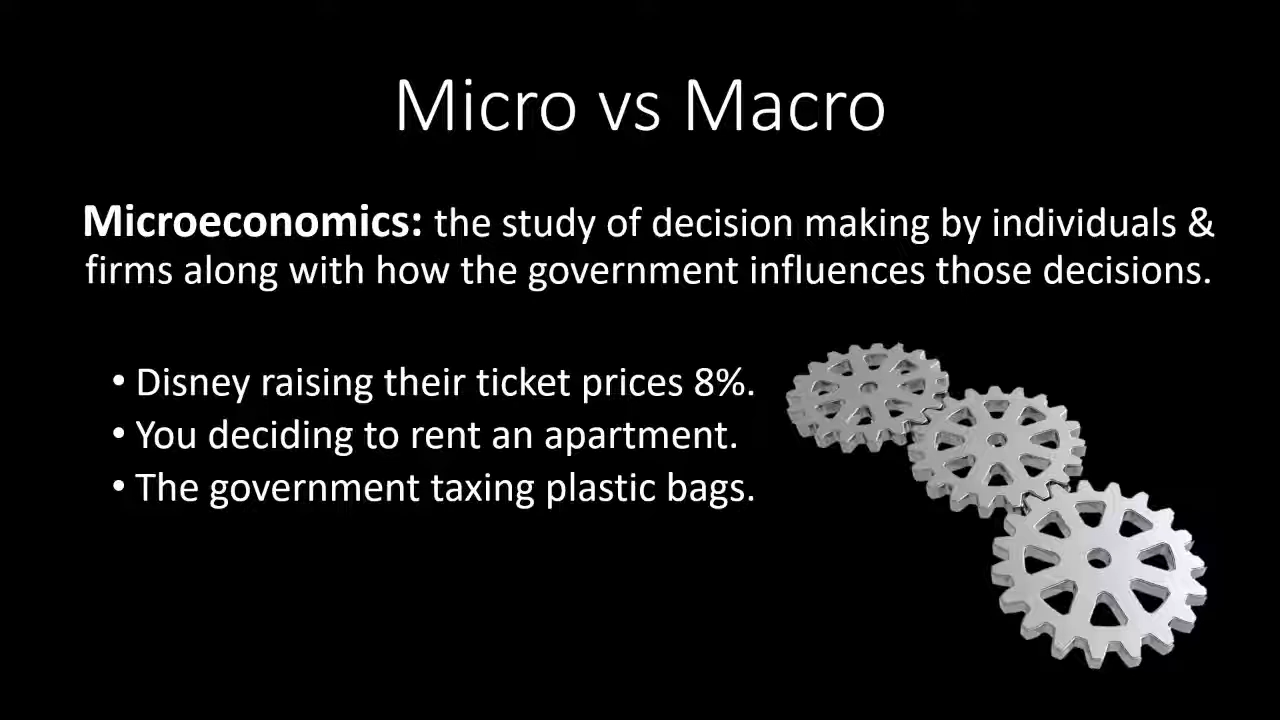 Micro vs Macro
Microeconomics: the study of decision making by individuals &
firms along with how the government influences those decisions.
• Disney raising their ticket prices 8%.
• You deciding to rent an apartment.
• The government taxing plastic bags.